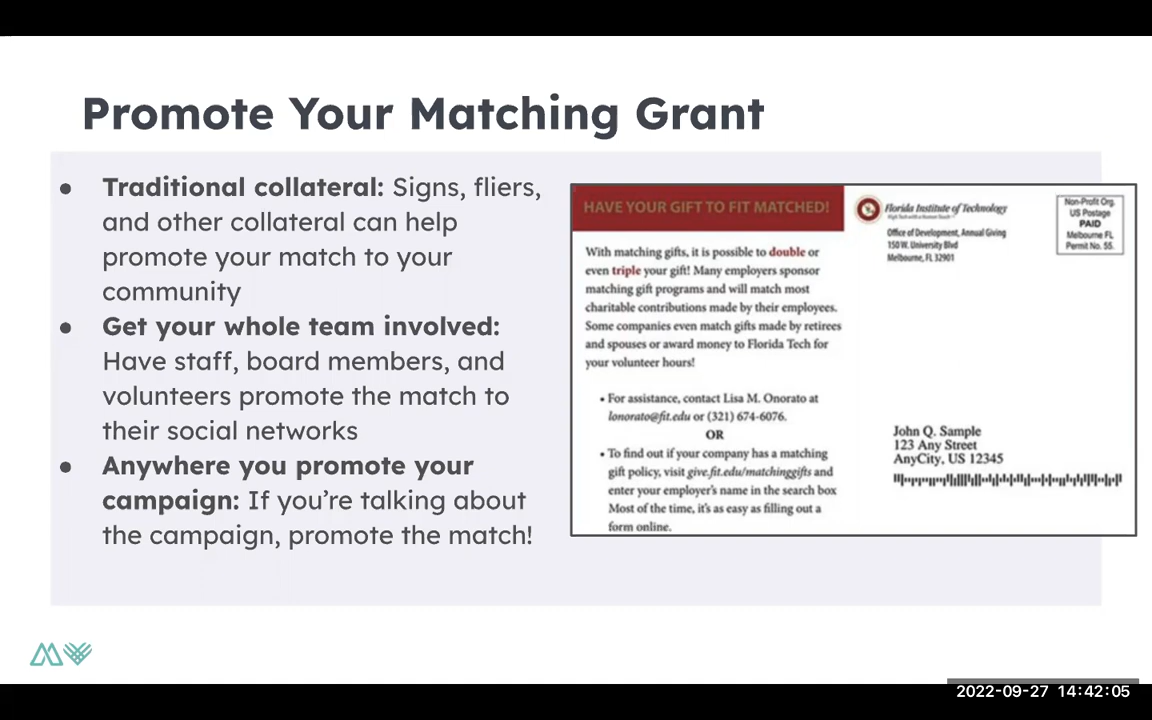 Promote Your Matching Grant
● Traditional collateral: Signs, fliers,
and other collateral can help
promote your match to your
community
● Get your whole team involved:
Have staff, board members, and
volunteers promote the match to
their social networks
● Anywhere you promote your
campaign: If you’re talking about
the campaign, promote the match!
HAVE YOUR GIFT TO FIT MATCHED!
With matching gifts, it is possible to double or
even triple your gift! Many employers sponsor
matching gift programs and will match most
charitable contributions made by their employees.
Some companies even match gifts made by retirees
and spouses or award money to Florida Tech for
your volunteer hours!
• For assistance, contact Lisa M. Onorato at
lonorato@fit.edu or (321) 674-6076.
OR
• To find out if your company has a matching
gift policy, visit give.fit.edu/matchinggifts and
enter your employer's name in the search box
Most of the time, it's as easy as filling out a
form online.
Florida Institute of Technology
High Tech with a Human Touch™
Office of Development, Annual Giving
150 W. University Blvd
Melbourne, FL 32901
Non-Profit Org.
US Postage
PAID
Melbourne FL
Permit No. 55.
John Q. Sample
123 Any Street
AnyCity, US 12345
2022-09-27 14:42:05